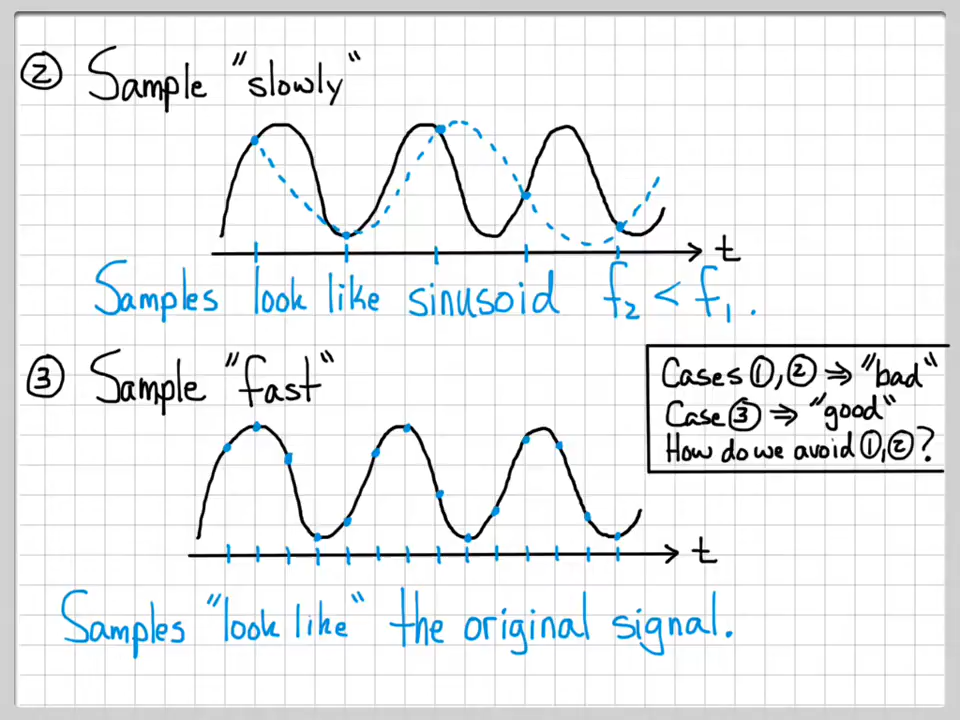 ② Sample "slowly"
t
Samples look like sinusoid f₂ < f₁.
③ Sample "fast"
Cases ①,② ⇒ "bad"
Case ③ ⇒ "good"
How do we avoid ①,②?
t
Samples "look like" the original signal.